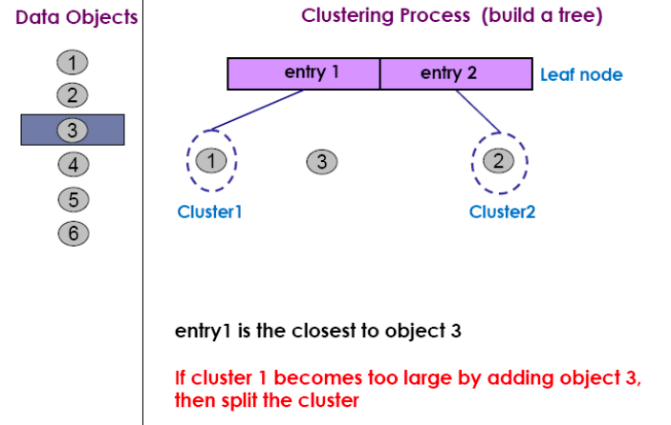 Data Objects
1
2
3
4
5
6
Clustering Process (build a tree)
entry 1
entry 2
Leaf node
1
3
2
Cluster1
Cluster2
entry1 is the closest to object 3
If cluster 1 becomes too large by adding object 3,
then split the cluster